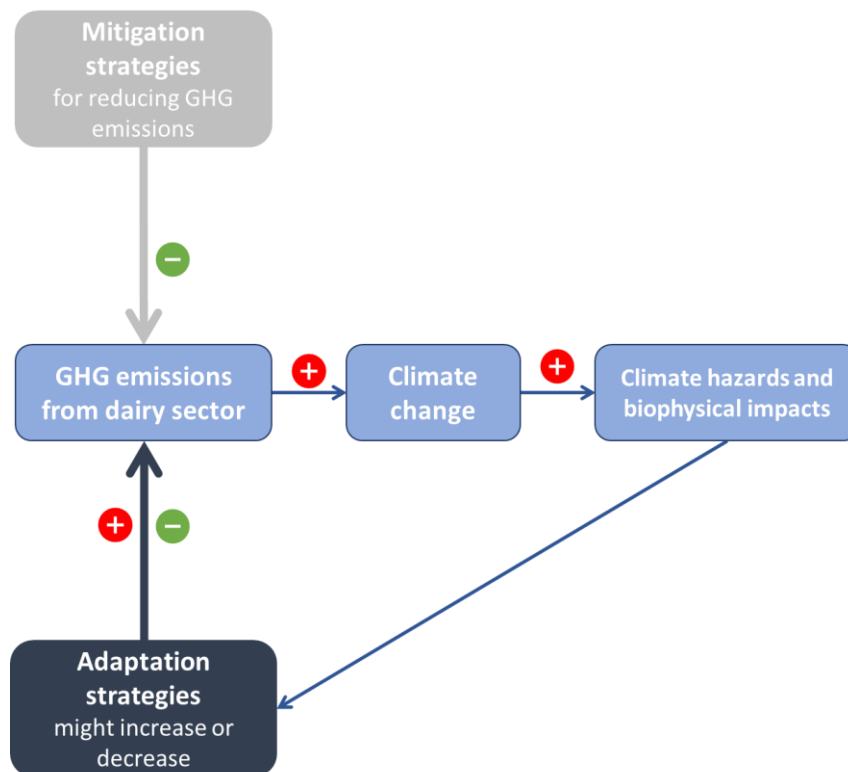 Mitigation
strategies
for reducing GHG
emissions
−
GHG emissions
from dairy sector
+
Climate
change
+
Climate hazards and
biophysical impacts
+
−
Adaptation
strategies
might increase or
decrease